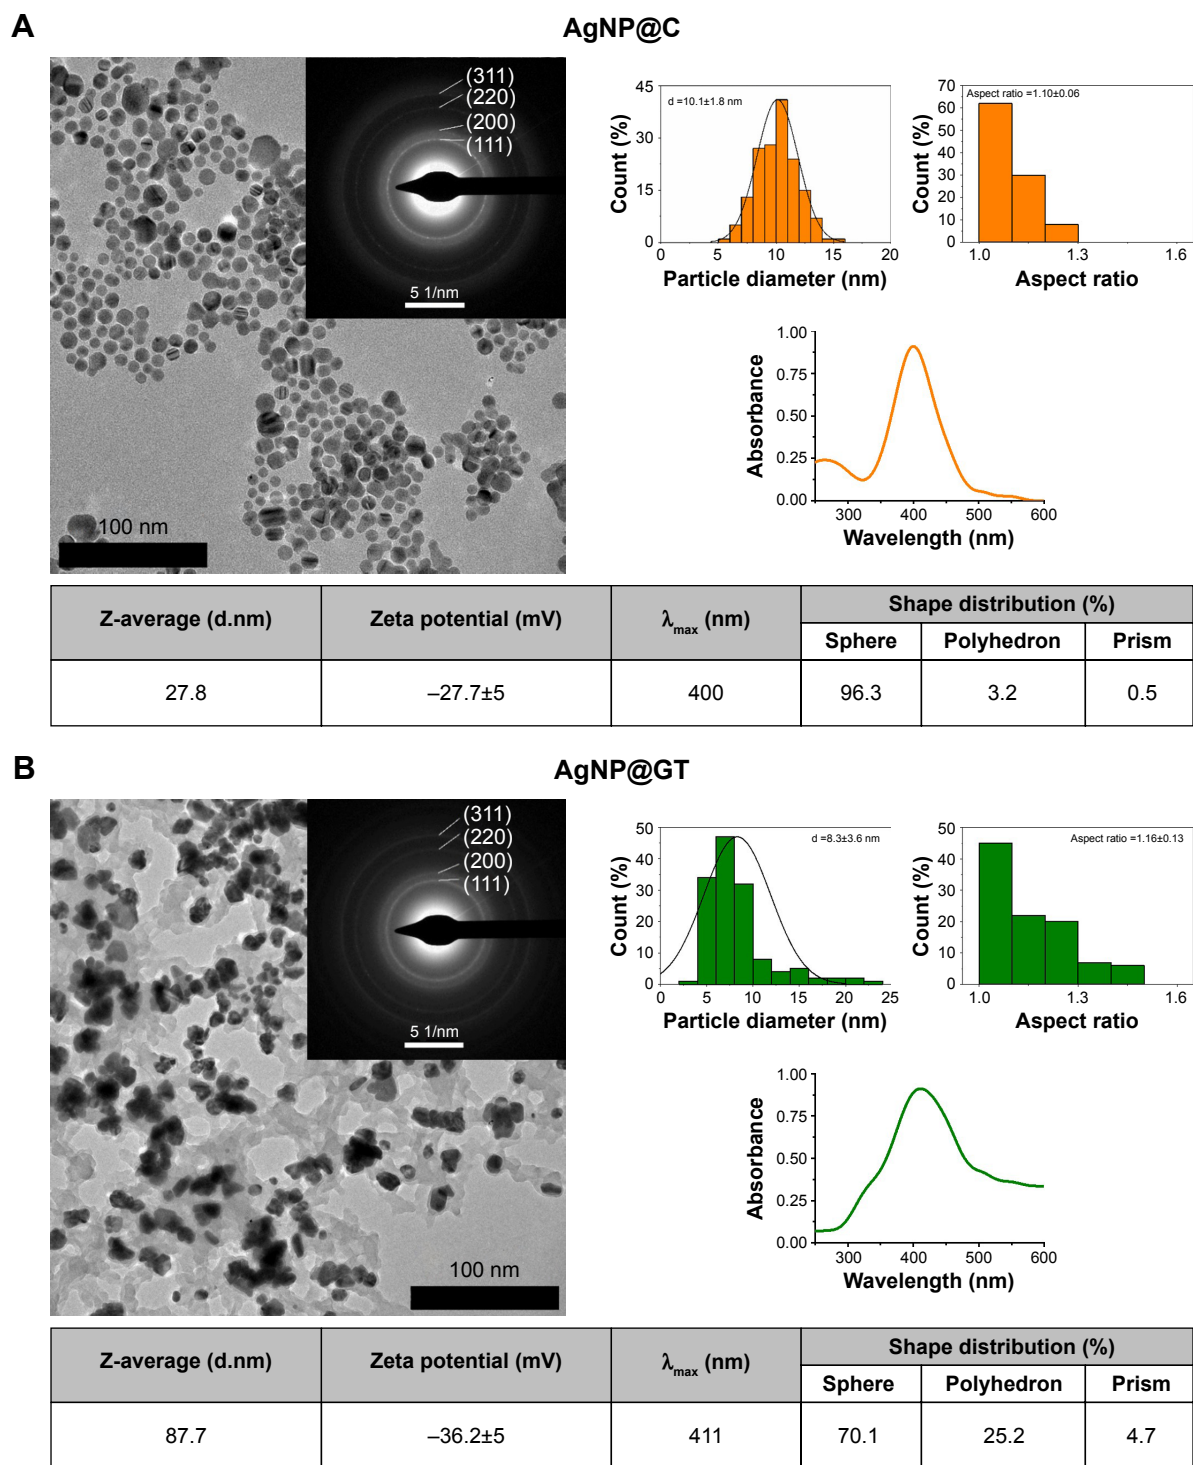 A
AgNP@C
(311)
(220)
(200)
(111)
5 1/nm
100 nm
45
30
15
0
Count (%)
d =10.1±1.8 nm
0 5 10 15 20
Particle diameter (nm)
70
60
50
40
30
20
10
0
Count (%)
Aspect ratio =1.10±0.06
1.0 1.3 1.6
Aspect ratio
1.00
0.75
0.50
0.25
0.00
Absorbance
300 400 500 600
Wavelength (nm)
Z-average (d.nm) Zeta potential (mV) λmax (nm) Shape distribution (%)
Sphere Polyhedron Prism
27.8 –27.7±5 400 96.3 3.2 0.5
B
AgNP@GT
(311)
(220)
(200)
(111)
5 1/nm
100 nm
50
40
30
20
10
0
Count (%)
d =8.3±3.6 nm
0 5 10 15 20 25
Particle diameter (nm)
50
40
30
20
10
0
Count (%)
Aspect ratio =1.16±0.13
1.0 1.3 1.6
Aspect ratio
1.00
0.75
0.50
0.25
0.00
Absorbance
300 400 500 600
Wavelength (nm)
Z-average (d.nm) Zeta potential (mV) λmax (nm) Shape distribution (%)
Sphere Polyhedron Prism
87.7 –36.2±5 411 70.1 25.2 4.7